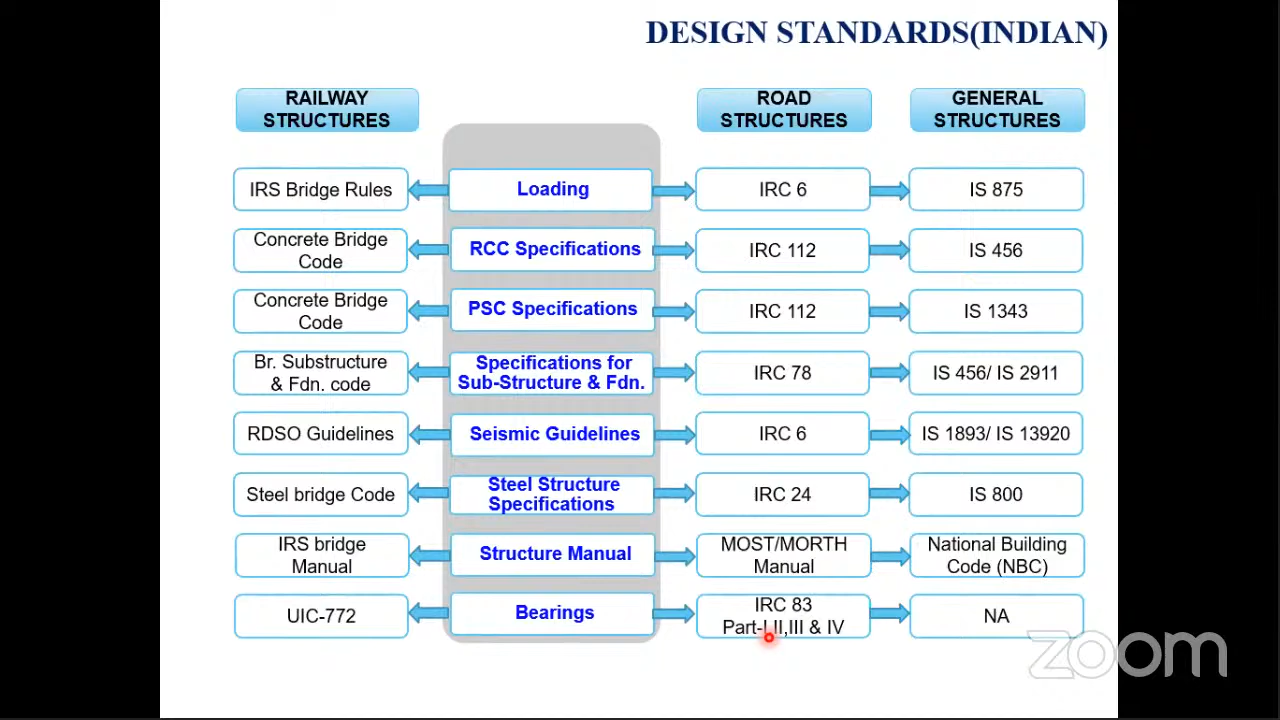 DESIGN STANDARDS(INDIAN)
RAILWAY
STRUCTURES
ROAD
STRUCTURES
GENERAL
STRUCTURES
IRS Bridge Rules
Loading
IRC 6
IS 875
Concrete Bridge
Code
RCC Specifications
IRC 112
IS 456
Concrete Bridge
Code
PSC Specifications
IRC 112
IS 1343
Br. Substructure
& Fdn. code
Specifications for
Sub-Structure & Fdn.
IRC 78
IS 456/ IS 2911
RDSO Guidelines
Seismic Guidelines
IRC 6
IS 1893/ IS 13920
Steel bridge Code
Steel Structure
Specifications
IRC 24
IS 800
IRS bridge
Manual
Structure Manual
MOST/MORTH
Manual
National Building
Code (NBC)
UIC-772
Bearings
IRC 83
Part-I,II,III & IV
NA
zoom